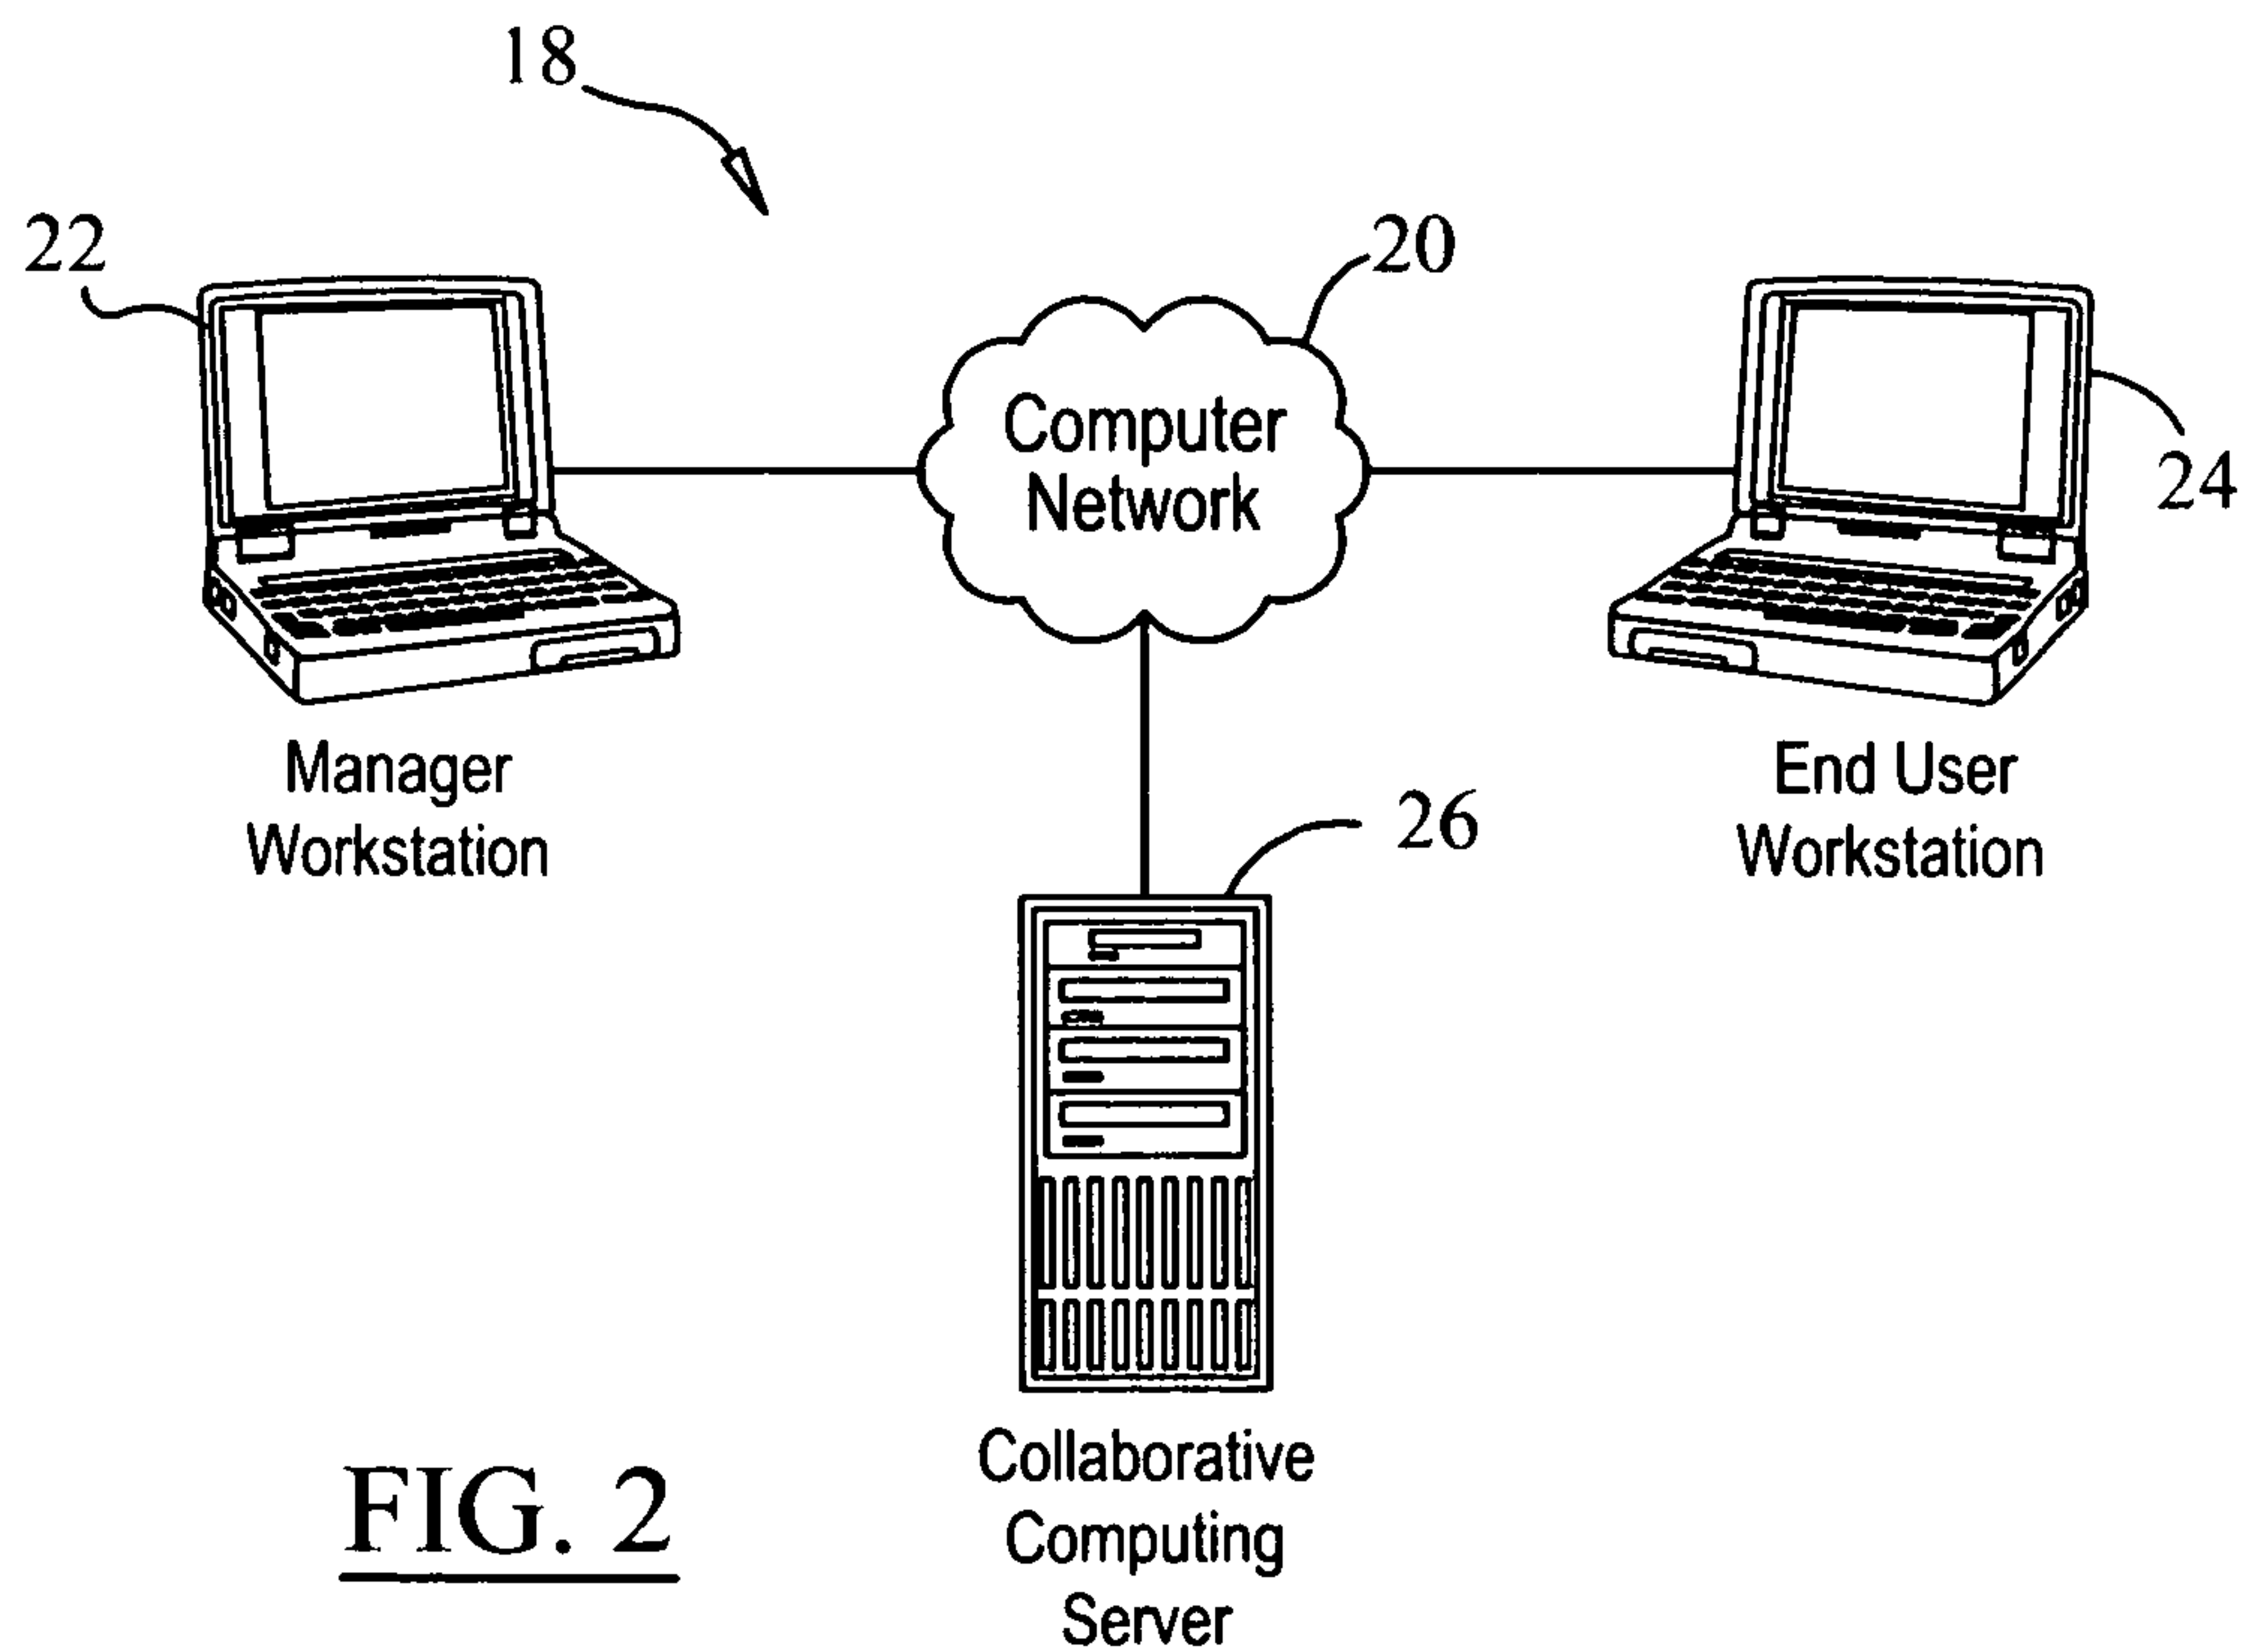 18
22
20
Computer
Network
24
Manager
Workstation
End User
Workstation
26
Collaborative
Computing
Server
FIG. 2